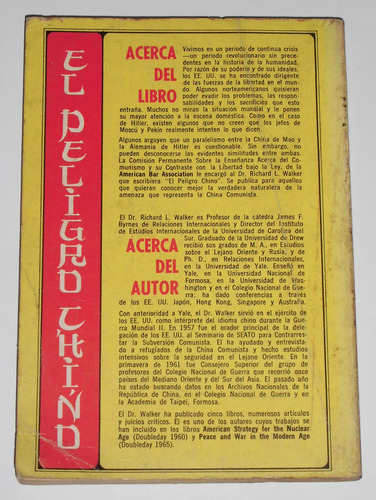 EL PELIGRO CHINO
ACERCA
DEL
LIBRO
Vivimos en un período de continua crisis
—un período revolucionario sin prece-
dentes en la historia de la humanidad.
Por razón de su poderío y de sus ideales,
los EE. UU. se ha encontrado dirigente
de las fuerzas de la libertad en el mun-
do. Algunos norteamericanos quisieran
poder evadir los problemas, las respon-
sabilidades y los sacrificios que esto
entraña. Muchos no miran la situación mundial y le ponen
su mayor atención a la escena doméstica. Como en el caso
de Hitler, existen algunos que no creen que los jefes de
Moscú y Pekín realmente intenten lo que dicen.
Algunos arguyen que un paralelismo entre la China de Mao y
la Alemania de Hitler es cuestionable. Sin embargo, no
pueden desconocerse las evidentes similitudes entre ambas.
La Comisión Permanente Sobre la Enseñanza Acerca del Co-
munismo y su Contraste con la Libertad bajo la Ley, de la
American Bar Association le encargó al Dr. Richard L. Walker
que escribiera "El Peligro Chino". Se publica para aquellos
que quieran conocer mejor la verdadera naturaleza de la
amenaza que representa la China Comunista.
El Dr. Richard L. Walker es Profesor de la cátedra James F.
Byrnes de Relaciones Internacionales y Director del Instituto
de Estudios Internacionales de la Universidad de Carolina del
Sur. Graduado de la Universidad de Drew
ACERCA
DEL
AUTOR
recibió sus grados de M. A., en Estudios
sobre el Lejano Oriente y Rusia, y de
Ph. D., en Relaciones Internacionales,
en la Universidad de Yale. Enseñó en
Yale, en la Universidad Nacional de
Formosa, en la Universidad de Wash-
ington y en el Colegio Nacional de Gue-
rra; ha dado conferencias a través
de los EE. UU. Japón, Hong Kong, Singapore y Australia.
Con anterioridad a Yale, el Dr. Walker sirvió en el ejército de
los EE. UU. como intérprete del idioma chino durante la Gue-
rra Mundial II. En 1957 fue el orador principal de la dele-
gación de los EE. UU. al Seminario de SEATO para Contrarres-
tar la Subversión Comunista. El ha ayudado y entrevista-
do a refugiados de la China Comunista y hecho estudios
intensivos sobre la seguridad en el Lejano Oriente. En la
primavera de 1961 fue Consejero Superior del grupo de
profesores del Colegio Nacional de Guerra que recorrió once
países del Mediano Oriente y del Sur del Asia. El pasado año
ha estado buscando datos en los Archivos Nacionales de la
República de China, en el Colegio Nacional de Guerra y en
la Academia de Taipei, Formosa.
El Dr. Walker ha publicado cinco libros, numerosos artículos
y juicios críticos. El es uno de los autores cuyos trabajos se
han incluido en los libros American Strategy for the Nuclear
Age (Doubleday 1960) y Peace and War in the Modern Age
(Doubleday 1965).